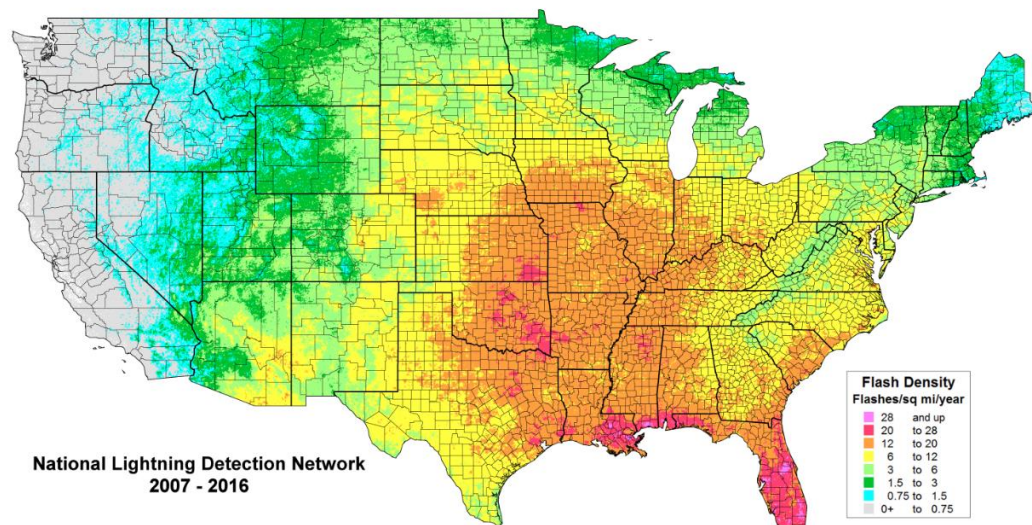 National Lightning Detection Network
2007 - 2016
Flash Density
Flashes/sq mi/year
28 and up
20 to 28
12 to 20
6 to 12
3 to 6
1.5 to 3
0.75 to 1.5
0+ to 0.75